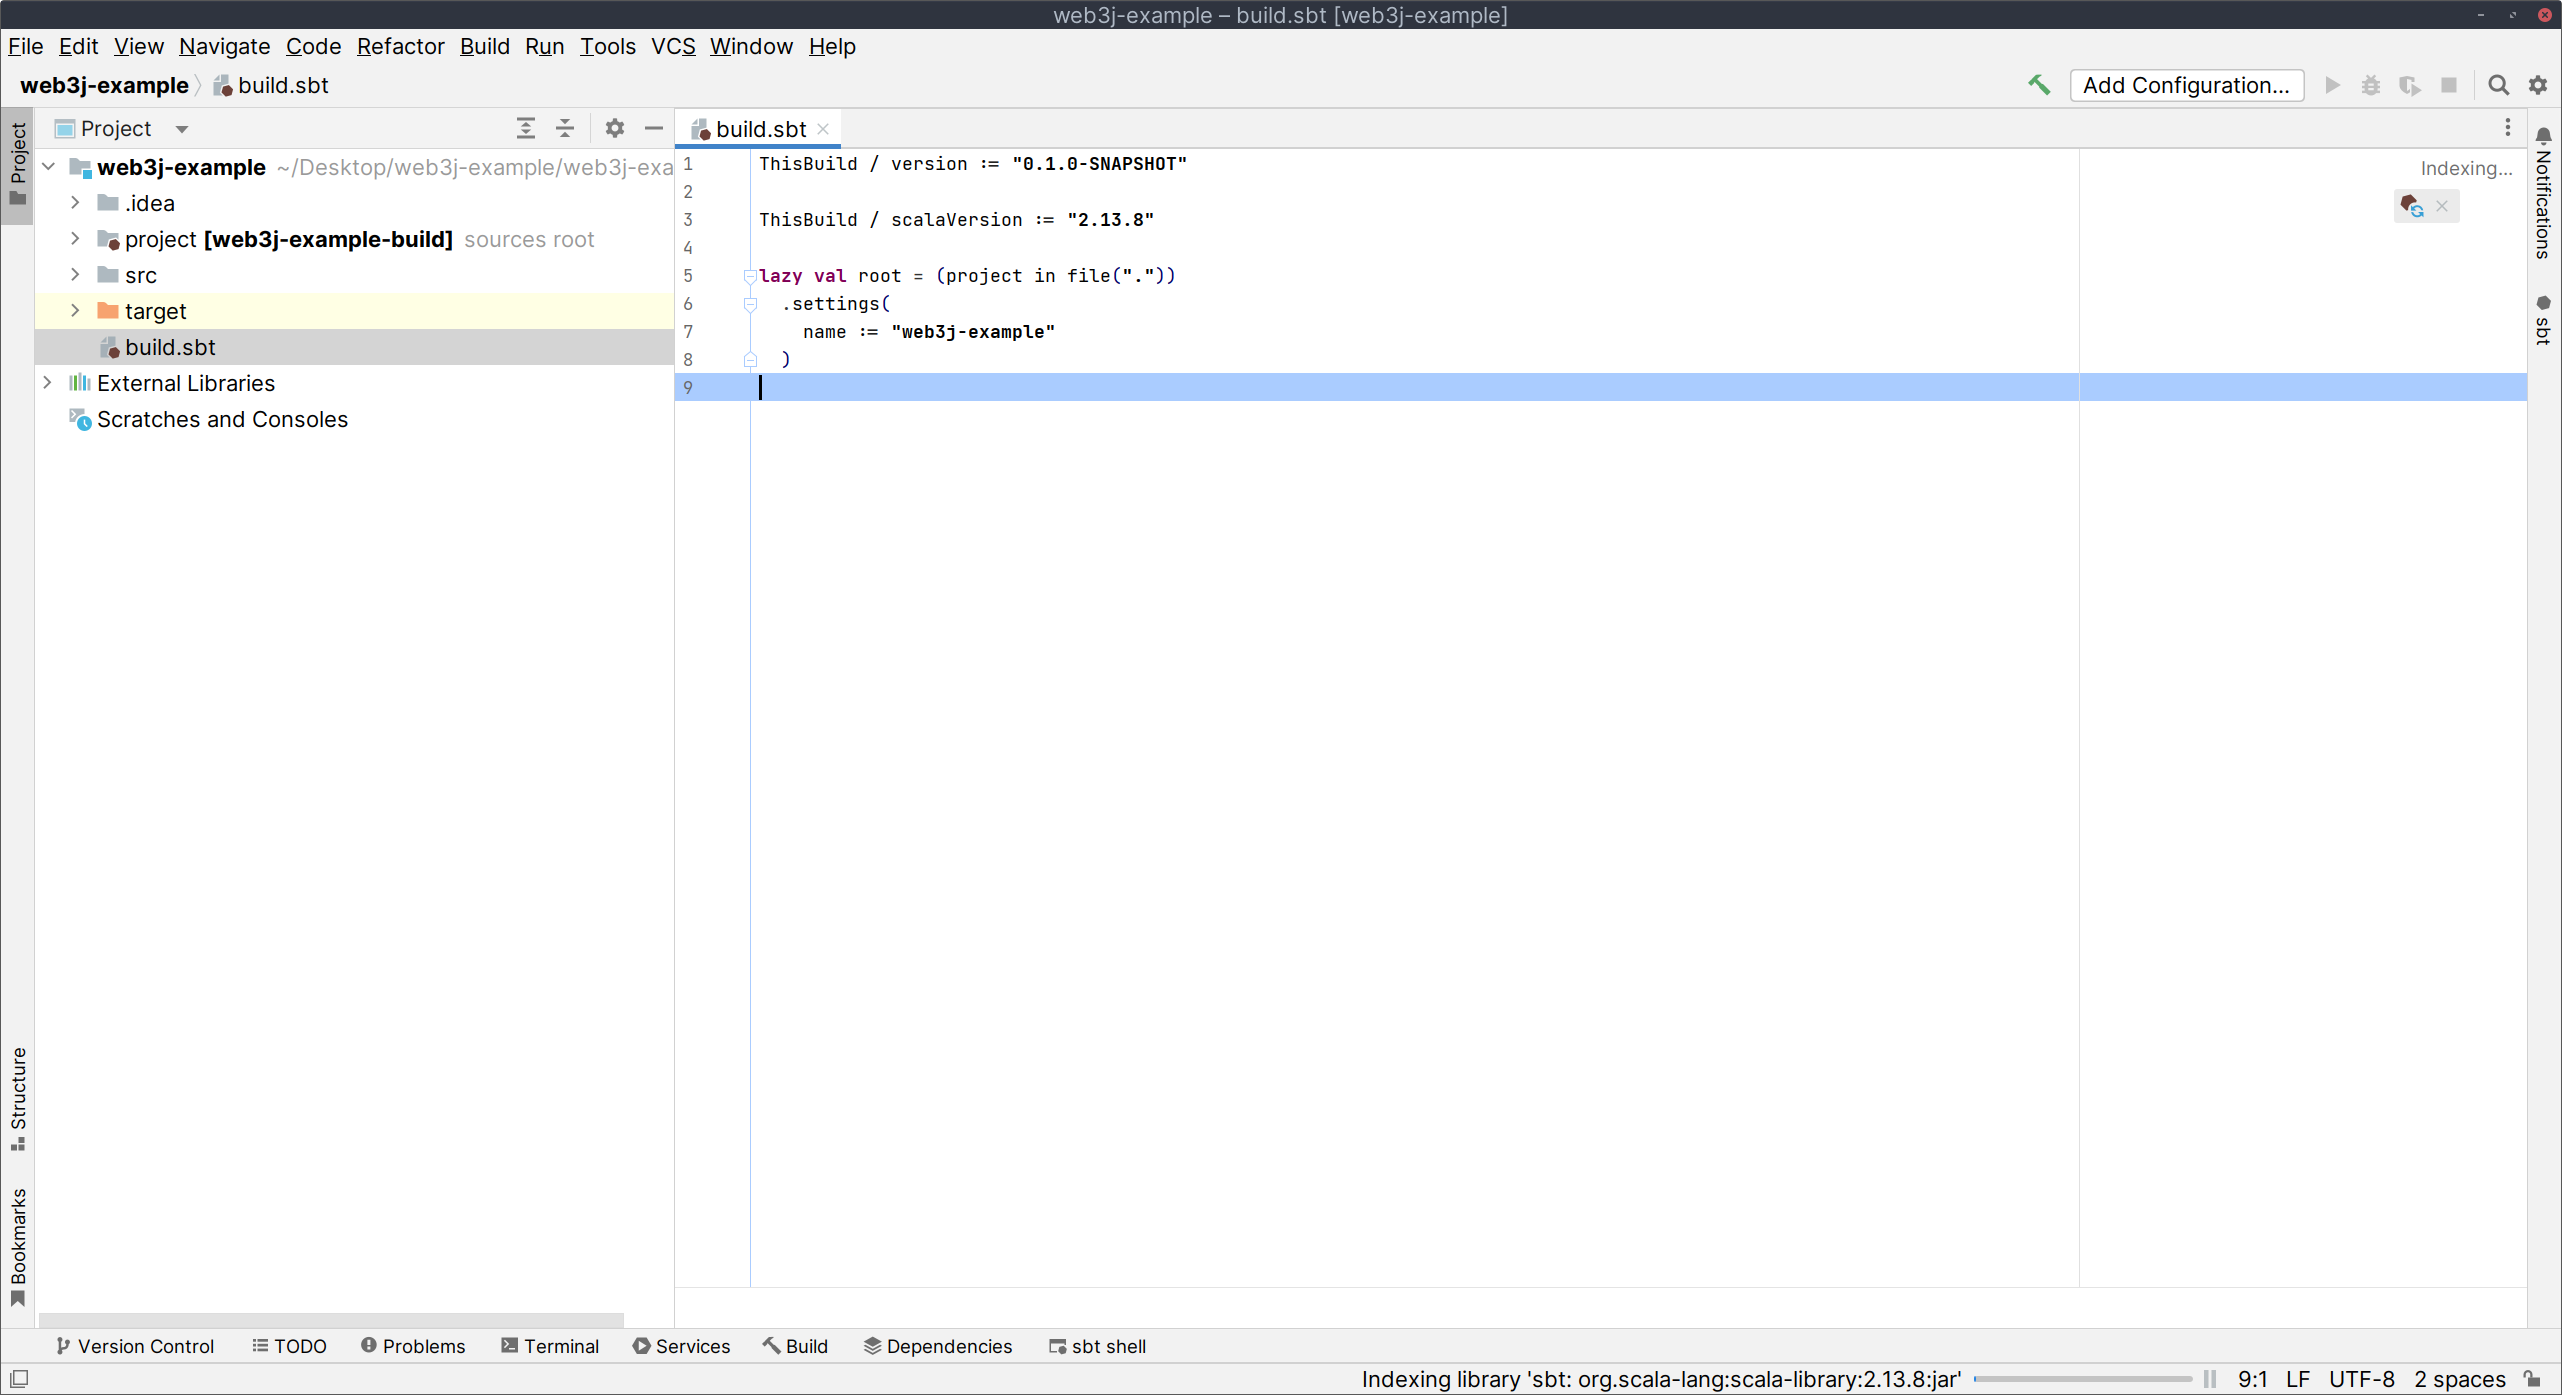 web3j-example – build.sbt [web3j-example]
File Edit View Navigate Code Refactor Build Run Tools VCS Window Help
web3j-example build.sbt
Add Configuration...
Project
Project
build.sbt
web3j-example ~/Desktop/web3j-example/web3j-exa
.idea
project [web3j-example-build] sources root
src
target
build.sbt
External Libraries
Scratches and Consoles
1 ThisBuild / version := "0.1.0-SNAPSHOT"
2
3 ThisBuild / scalaVersion := "2.13.8"
4
5 lazy val root = (project in file("."))
6 .settings(
7 name := "web3j-example"
8 )
9
Indexing...
Notifications
sbt
Structure
Bookmarks
Version Control TODO Problems Terminal Services Build Dependencies sbt shell
Indexing library 'sbt: org.scala-lang:scala-library:2.13.8:jar' 9:1 LF UTF-8 2 spaces